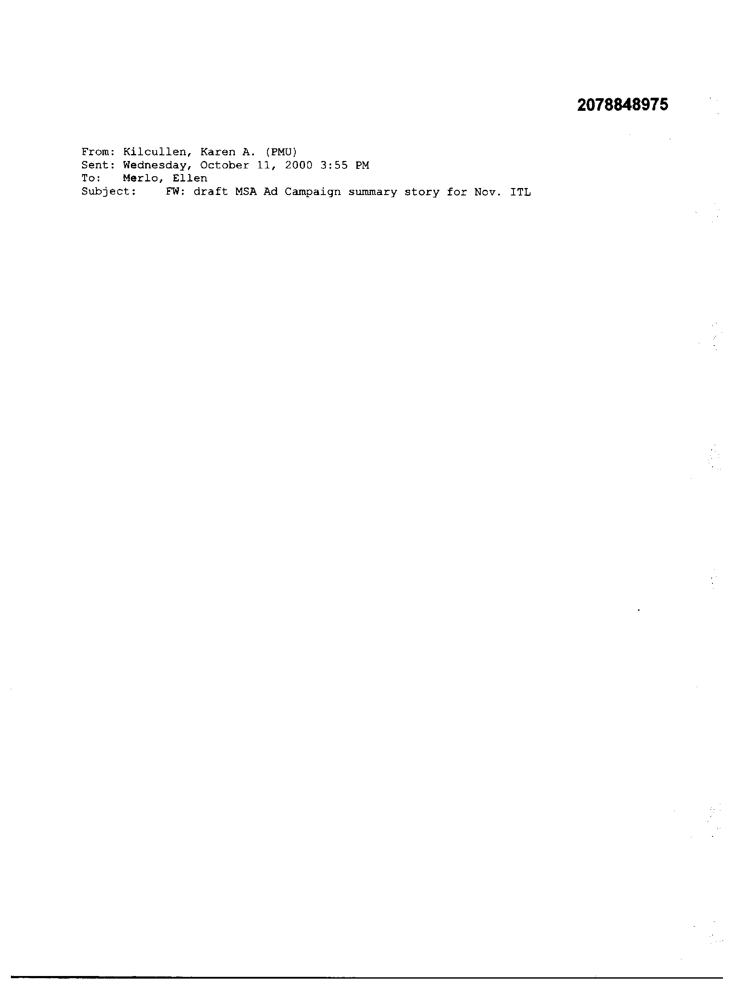 2078848975
From: Kilcullen, Karen A. (PMU)
Sent: Wednesday, October 11, 2000 3:55 PM
To: Merlo, Ellen
Subject: FW: draft MSA Ad Campaign summary story for Nov. ITL